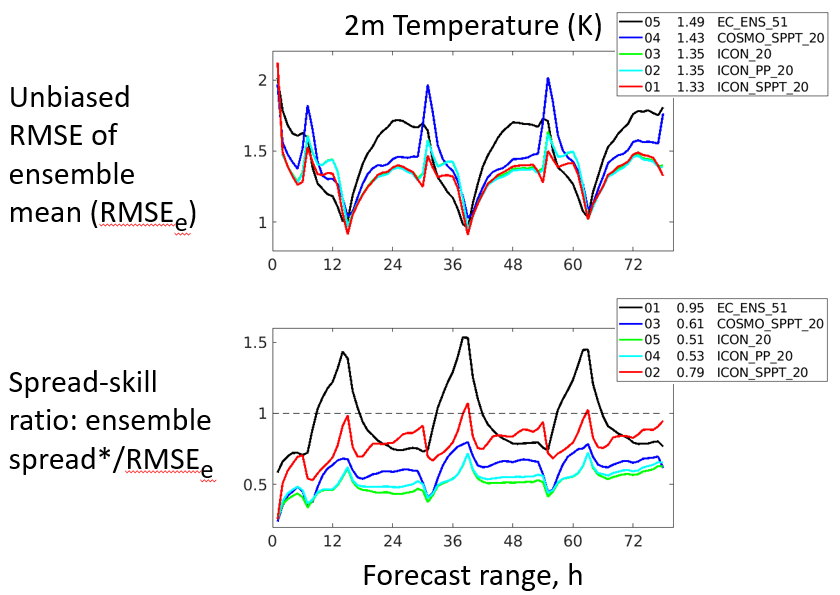 2m Temperature (K)
05 1.49 EC_ENS_51
04 1.43 COSMO_SPPT_20
03 1.35 ICON_20
02 1.35 ICON_PP_20
01 1.33 ICON_SPPT_20
Unbiased
RMSE of
ensemble
mean (RMSEe)
2
1.5
1
0 12 24 36 48 60 72
01 0.95 EC_ENS_51
03 0.61 COSMO_SPPT_20
05 0.51 ICON_20
04 0.53 ICON_PP_20
02 0.79 ICON_SPPT_20
Spread-skill
ratio: ensemble
spread*/RMSEe
1.5
1
0.5
0 12 24 36 48 60 72
Forecast range, h